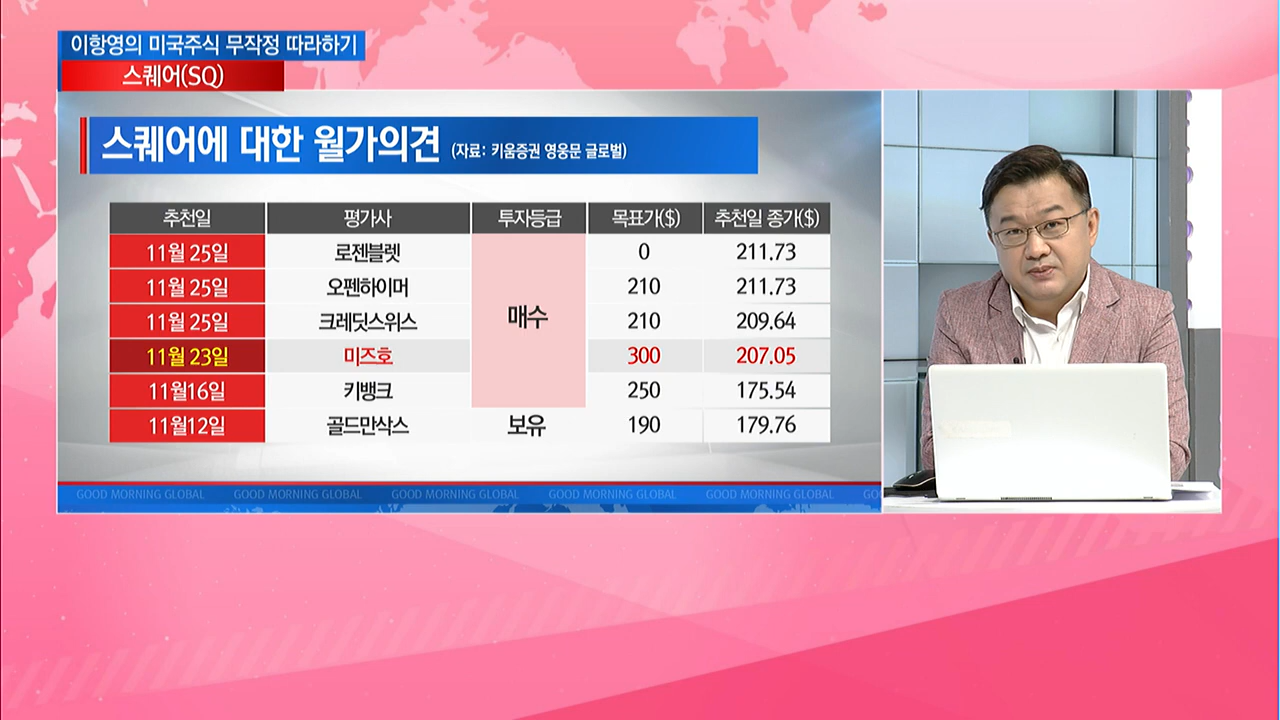 이항영의 미국주식 무작정 따라하기
스퀘어(SQ)
스퀘어에 대한 월가의견 (자료: 키움증권 영웅문 글로벌)
추천일 평가사 투자등급 목표가($) 추천일 종가($)
11월 25일 로젠블렛 0 211.73
11월 25일 오펜하이머 210 211.73
매수
11월 25일 크레딧스위스 210 209.64
11월 23일 미즈호 300 207.05
11월16일 키뱅크 250 175.54
11월12일 골드만삭스 보유 190 179.76
GOOD MORNING GLOBAL GOOD MORNING GLOBAL GOOD MORNING GLOBAL GOOD MORNING GLOBAL GOOD MORNING GLOBAL GO